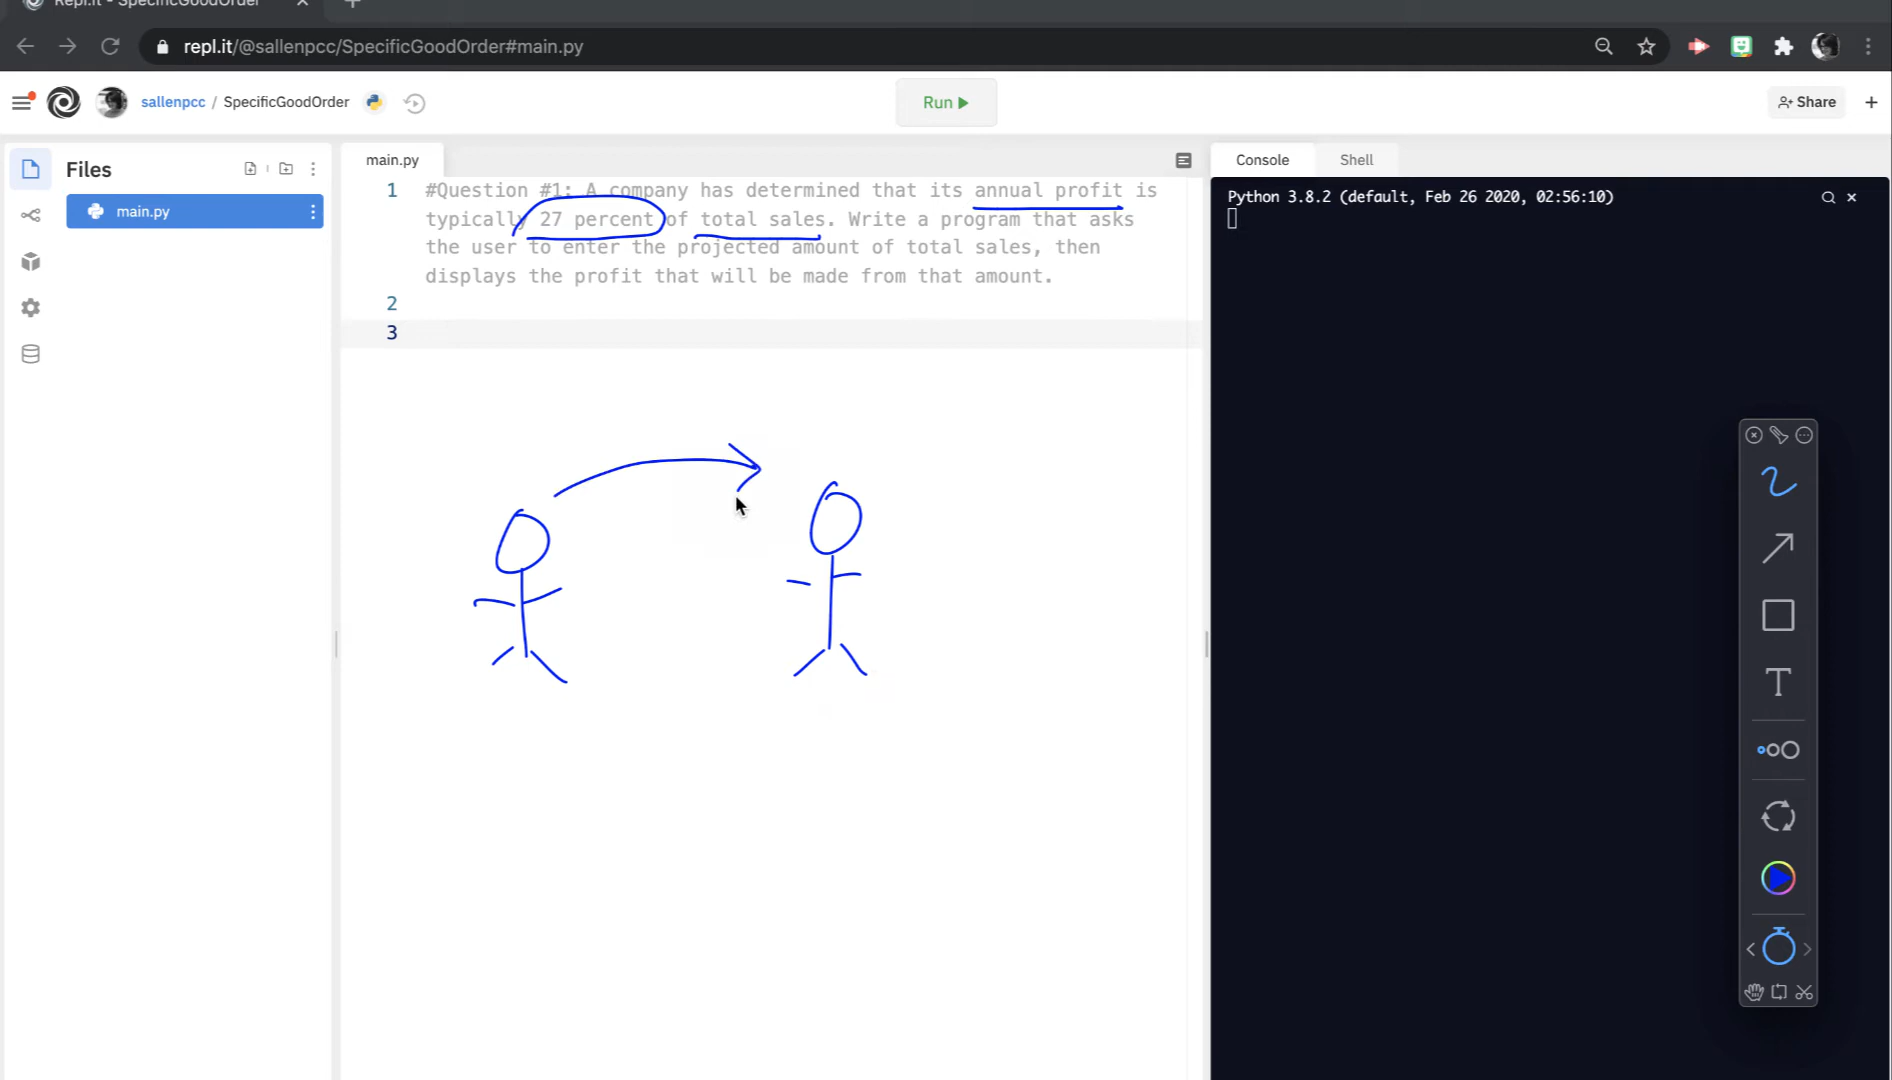 Repl.it - SpecificGoodOrder
repl.it/@sallenpcc/SpecificGoodOrder#main.py
sallenpcc / SpecificGoodOrder
Run
Share
Files
main.py
main.py
1 #Question #1: A company has determined that its annual profit is
typically 27 percent of total sales. Write a program that asks
the user to enter the projected amount of total sales, then
displays the profit that will be made from that amount.
2
3
Console
Shell
Python 3.8.2 (default, Feb 26 2020, 02:56:10)
T